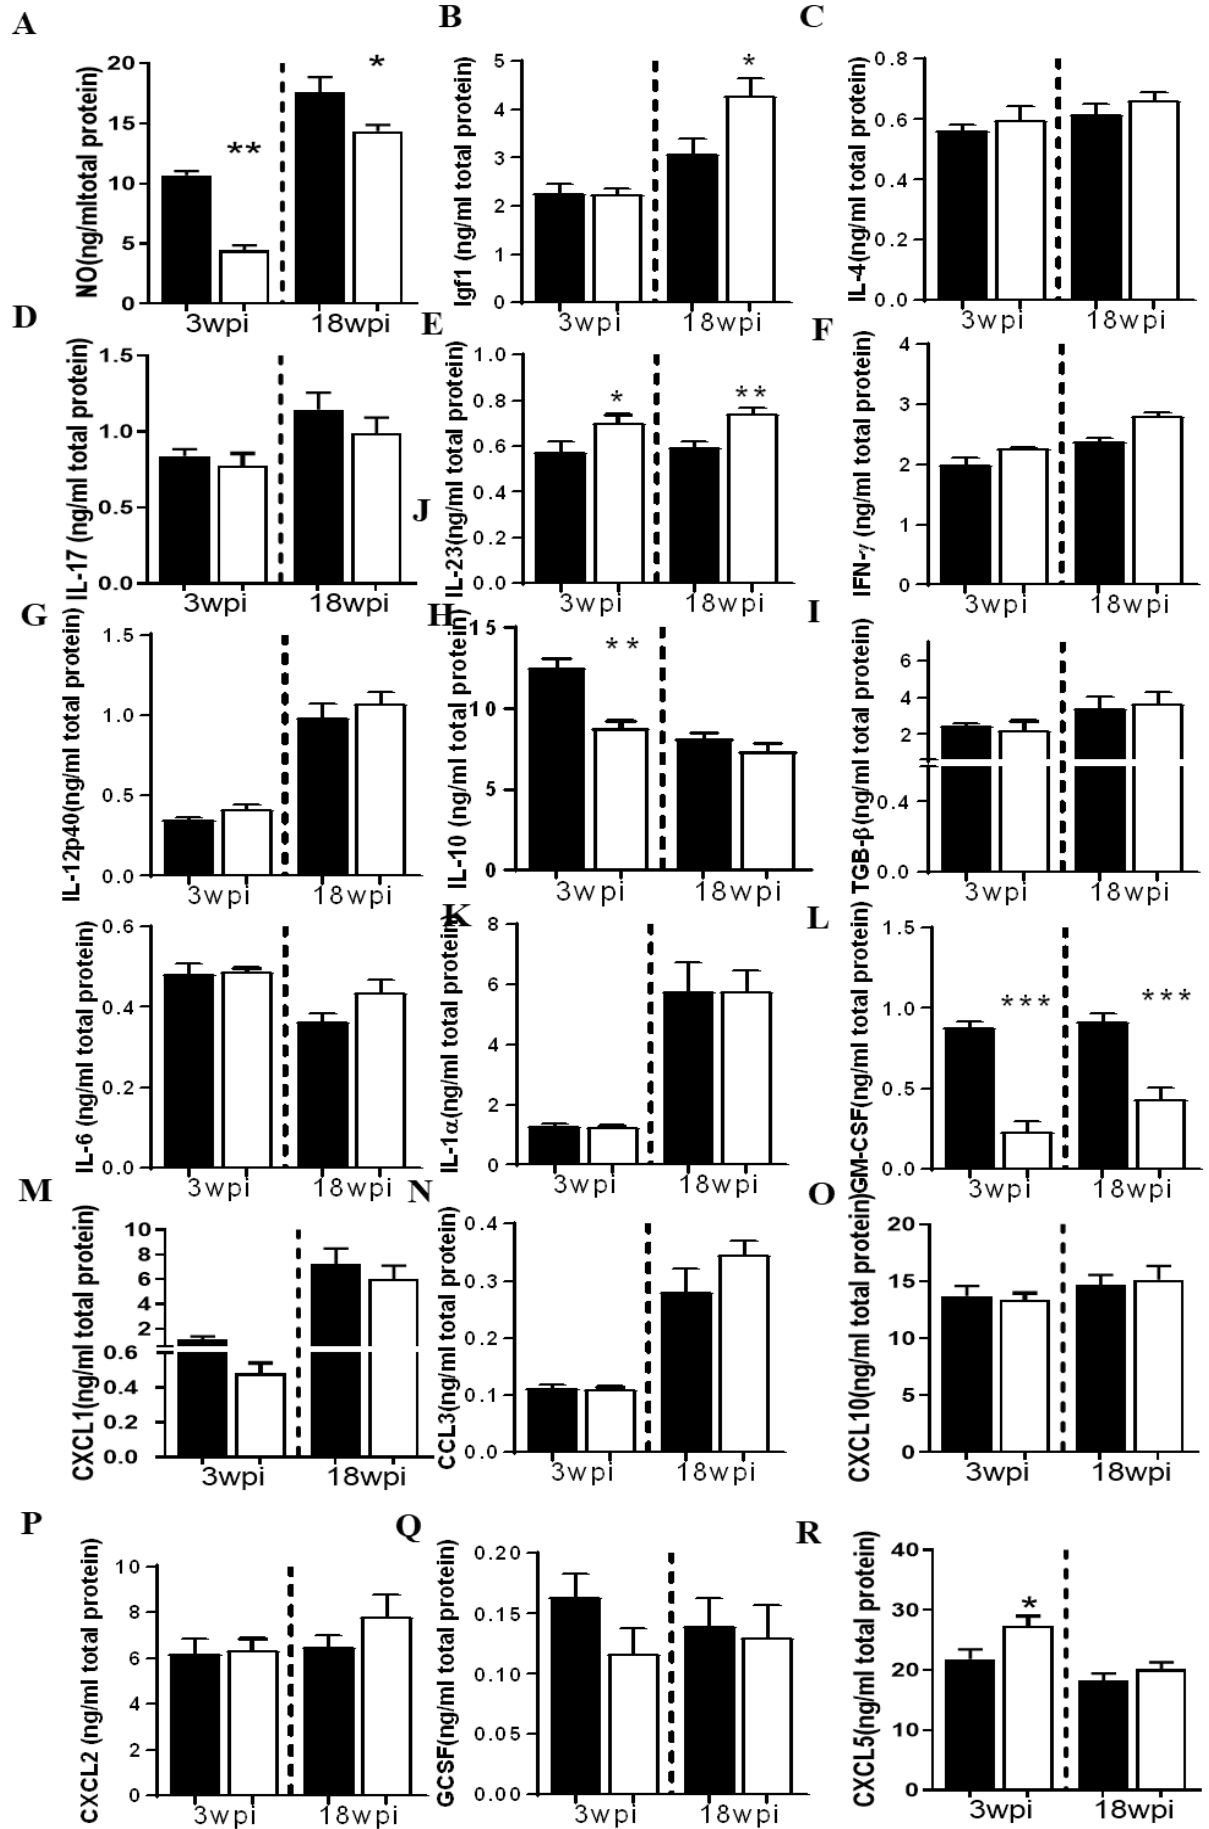 A
NO(ng/mltotal protein)
20
15
10
5
0
**
*
3wpi
18wpi
B
Igf1 (ng/ml total protein)
5
4
3
2
1
0
*
3wpi
18wpi
C
IL-4(ng/ml total protein)
0.8
0.6
0.4
0.2
0.0
3wpi
18wpi
D
IL-17 (ng/ml total protein)
1.5
1.0
0.5
0.0
3wpi
18wpi
E
IL-23(ng/ml total protein)
1.0
0.8
0.6
0.4
0.2
0.0
*
**
3wpi
18wpi
F
IFN-γ (ng/ml total protein)
4
3
2
1
0
3wpi
18wpi
G
IL-12p40(ng/ml total protein)
1.5
1.0
0.5
0.0
3wpi
18wpi
H
IL-10 (ng/ml total protein)
15
10
5
0
**
3wpi
18wpi
I
TGB-β(ng/ml total protein)
6
4
2
0.4
0.0
3wpi
18wpi
J
IL-6 (ng/ml total protein)
0.6
0.4
0.2
0.0
3wpi
18wpi
K
IL-1α(ng/ml total protein)
8
6
4
2
0
3wpi
18wpi
L
GM-CSF(ng/ml total protein)
1.5
1.0
0.5
0.0
***
***
3wpi
18wpi
M
CXCL1(ng/ml total protein)
10
8
6
4
2
0.6
0.4
0.2
0.0
3wpi
18wpi
N
CCL3(ng/ml total protein)
0.4
0.3
0.2
0.1
0.0
3wpi
18wpi
O
CXCL10(ng/ml total protein)
20
15
10
5
0
3wpi
18wpi
P
CXCL2 (ng/ml total protein)
10
8
6
4
2
0
3wpi
18wpi
Q
GCSF(ng/ml total protein)
0.20
0.15
0.10
0.05
0.00
3wpi
18wpi
R
CXCL5(ng/ml total protein)
40
30
20
10
0
*
3wpi
18wpi